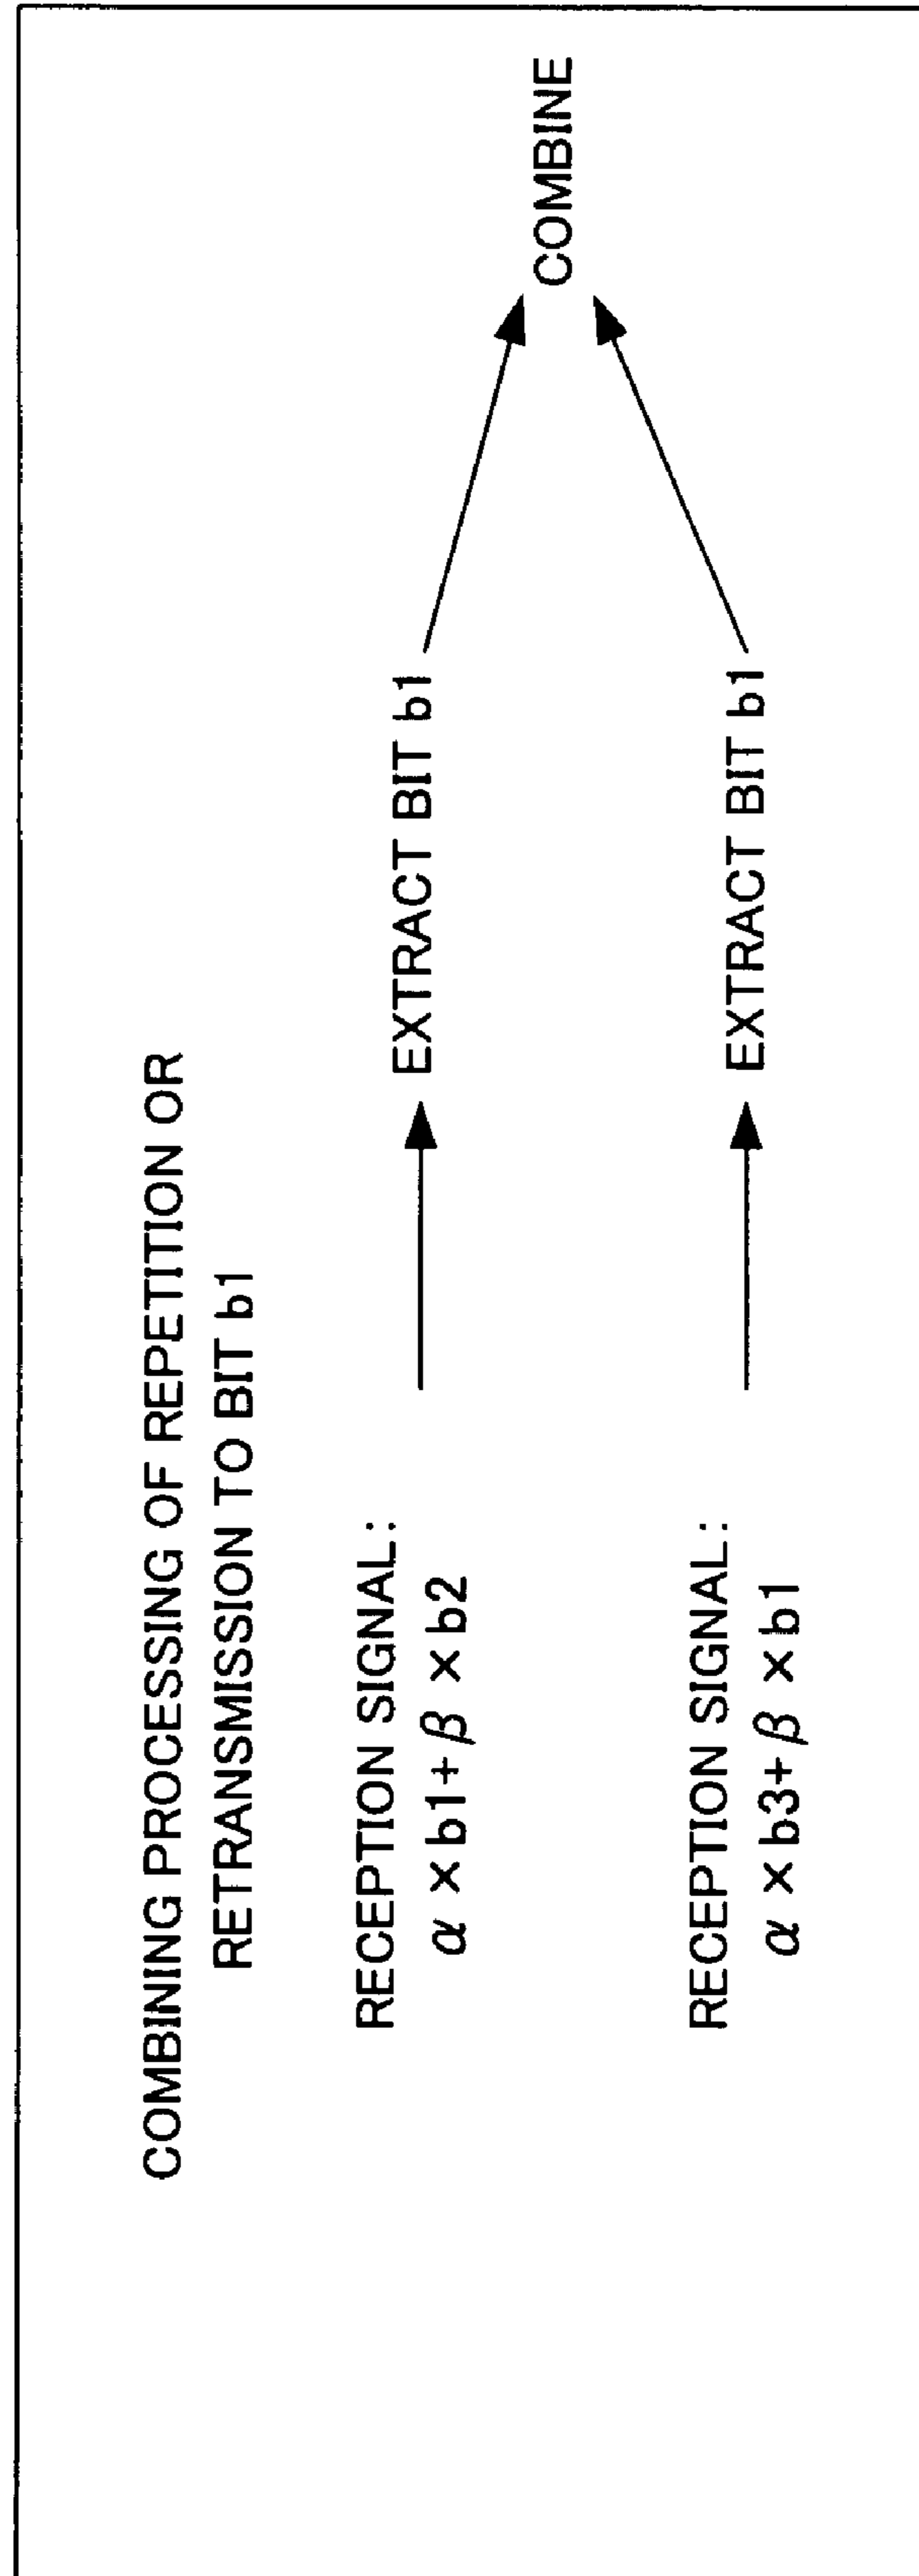 COMBINING PROCESSING OF REPETITION OR
RETRANSMISSION TO BIT b1
RECEPTION SIGNAL:
α × b1+β × b2
EXTRACT BIT b1
RECEPTION SIGNAL:
α × b3+β × b1
EXTRACT BIT b1
COMBINE